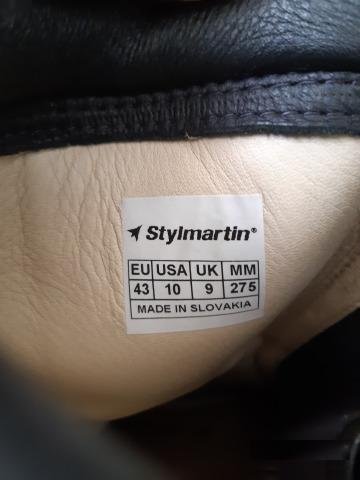 Stylmartin®
EU USA UK MM
43 10 9 275
MADE IN SLOVAKIA